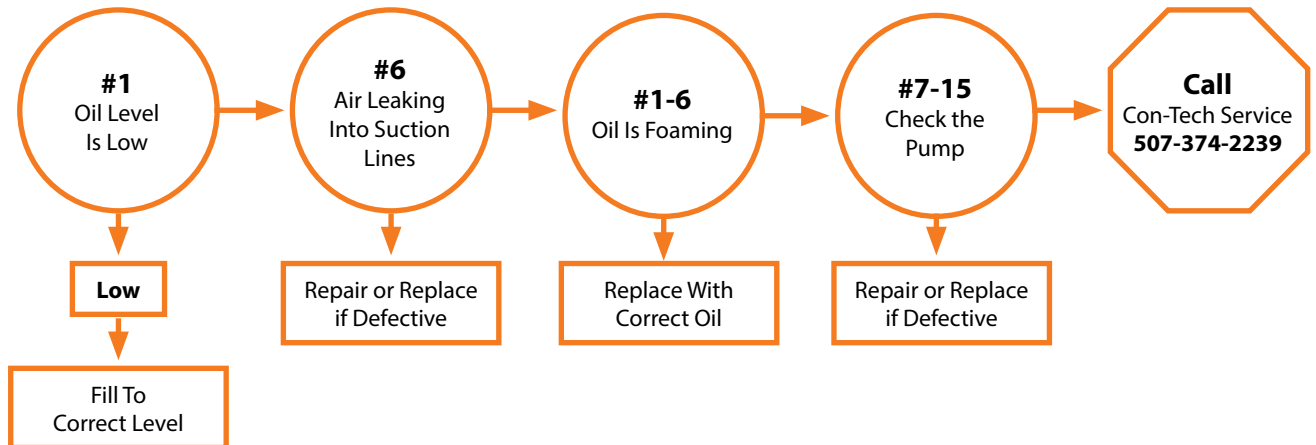 #1
Oil Level
Is Low
#6
Air Leaking
Into Suction
Lines
#1-6
Oil Is Foaming
#7-15
Check the
Pump
Call
Con-Tech Service
507-374-2239
Low
Fill To
Correct Level
Repair or Replace
if Defective
Replace With
Correct Oil
Repair or Replace
if Defective